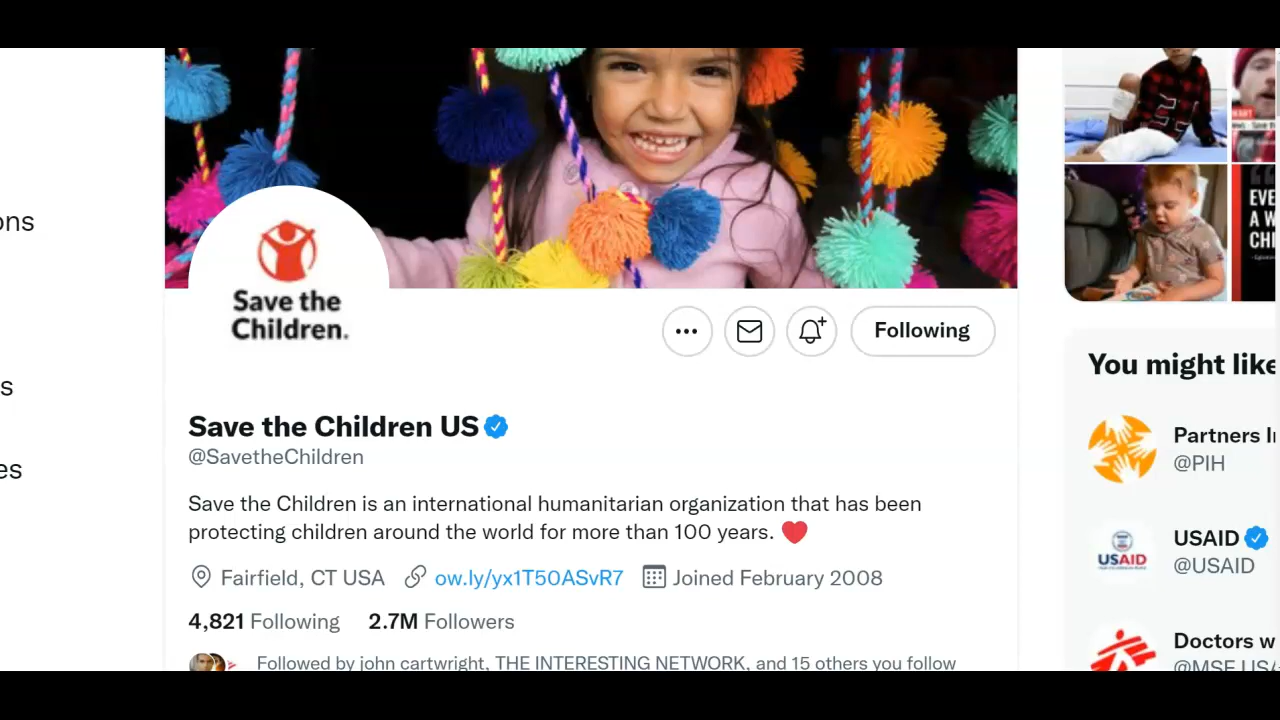 ons
s
es
Save the
Children.
Following
Save the Children US
@SavetheChildren
Save the Children is an international humanitarian organization that has been
protecting children around the world for more than 100 years. ❤️
Fairfield, CT USA ow.ly/yx1T50ASvR7 Joined February 2008
4,821 Following 2.7M Followers
Followed by john cartwright, THE INTERESTING NETWORK, and 15 others you follow
EVE
A W
CHI
You might like
Partners I
@PIH
USAID
USAID
@USAID
Doctors w
@MSF_USA